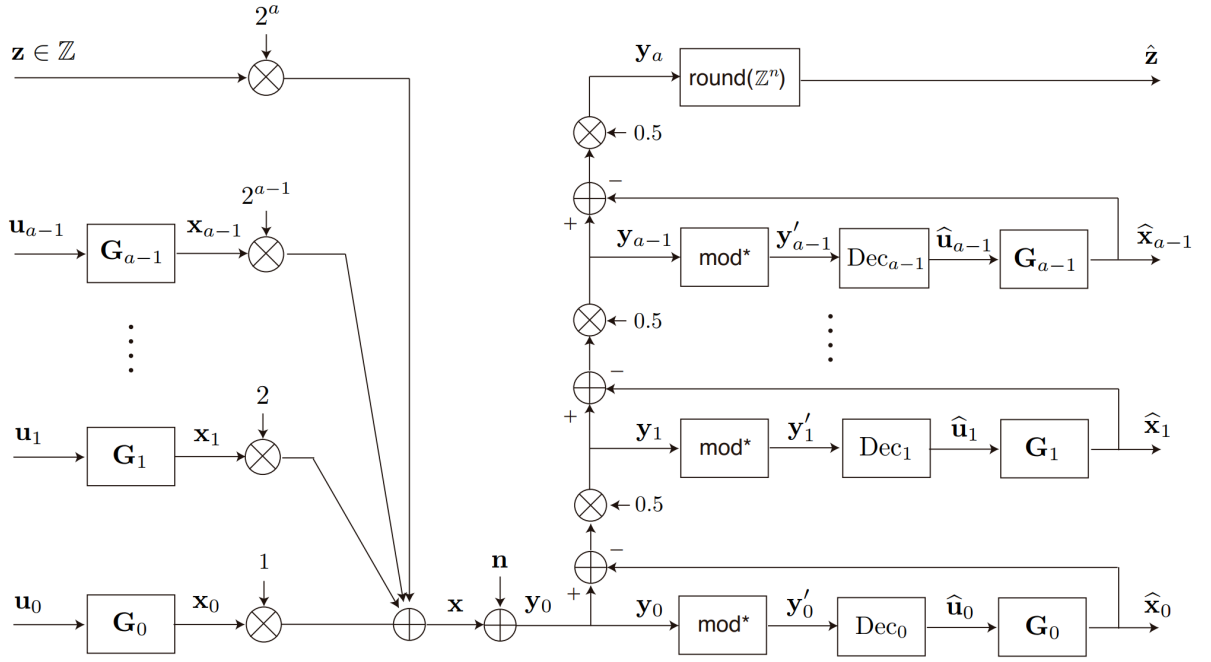 2^a
z ∈ ℤ
y_a
round(ℤ^n)
ẑ
0.5
−
2^{a−1}
+
u_{a−1}
G_{a−1}
x_{a−1}
y_{a−1}
mod*
y′_{a−1}
Dec_{a−1}
û_{a−1}
G_{a−1}
x̂_{a−1}
0.5
−
2
+
u_1
G_1
x_1
y_1
mod*
y′_1
Dec_1
û_1
G_1
x̂_1
0.5
1
n
−
+
u_0
G_0
x_0
x
y_0
y_0
mod*
y′_0
Dec_0
û_0
G_0
x̂_0